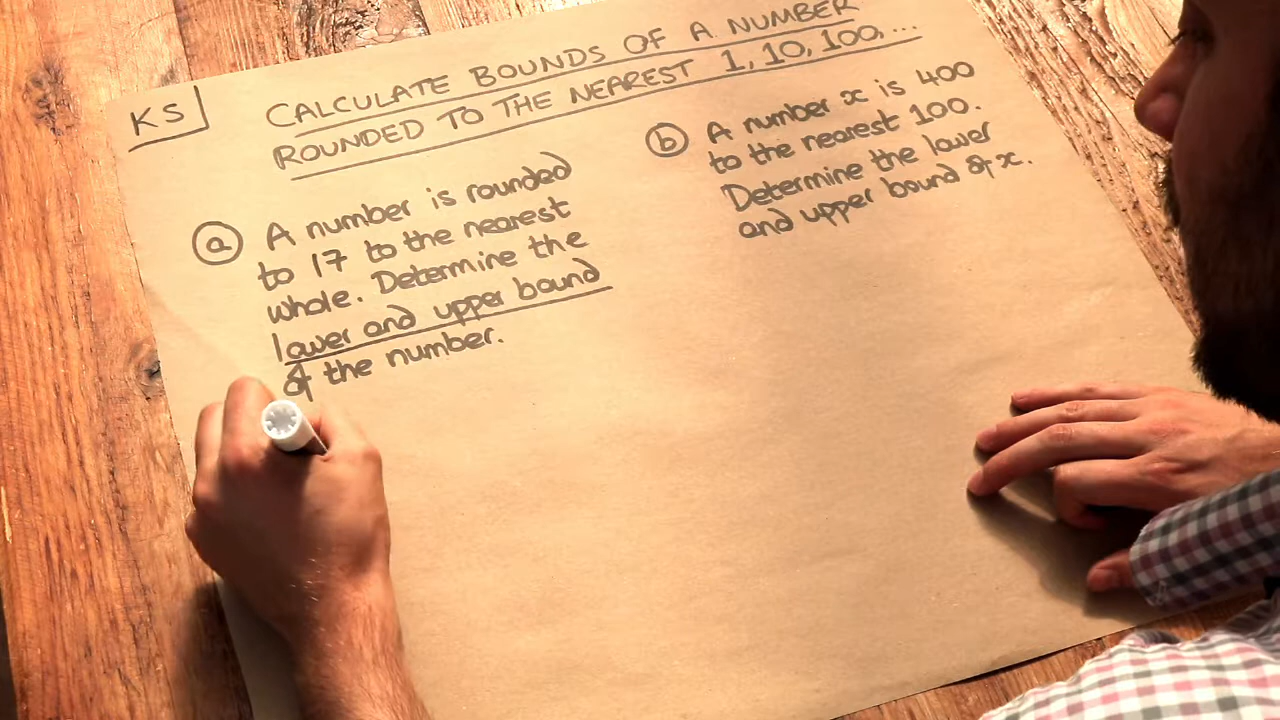 KS
CALCULATE BOUNDS OF A NUMBER
ROUNDED TO THE NEAREST 1, 10, 100, ...
a A number is rounded
to 17 to the nearest
whole. Determine the
lower and upper bound
of the number.
b A number x is 400
to the nearest 100.
Determine the lower
and upper bound of x.